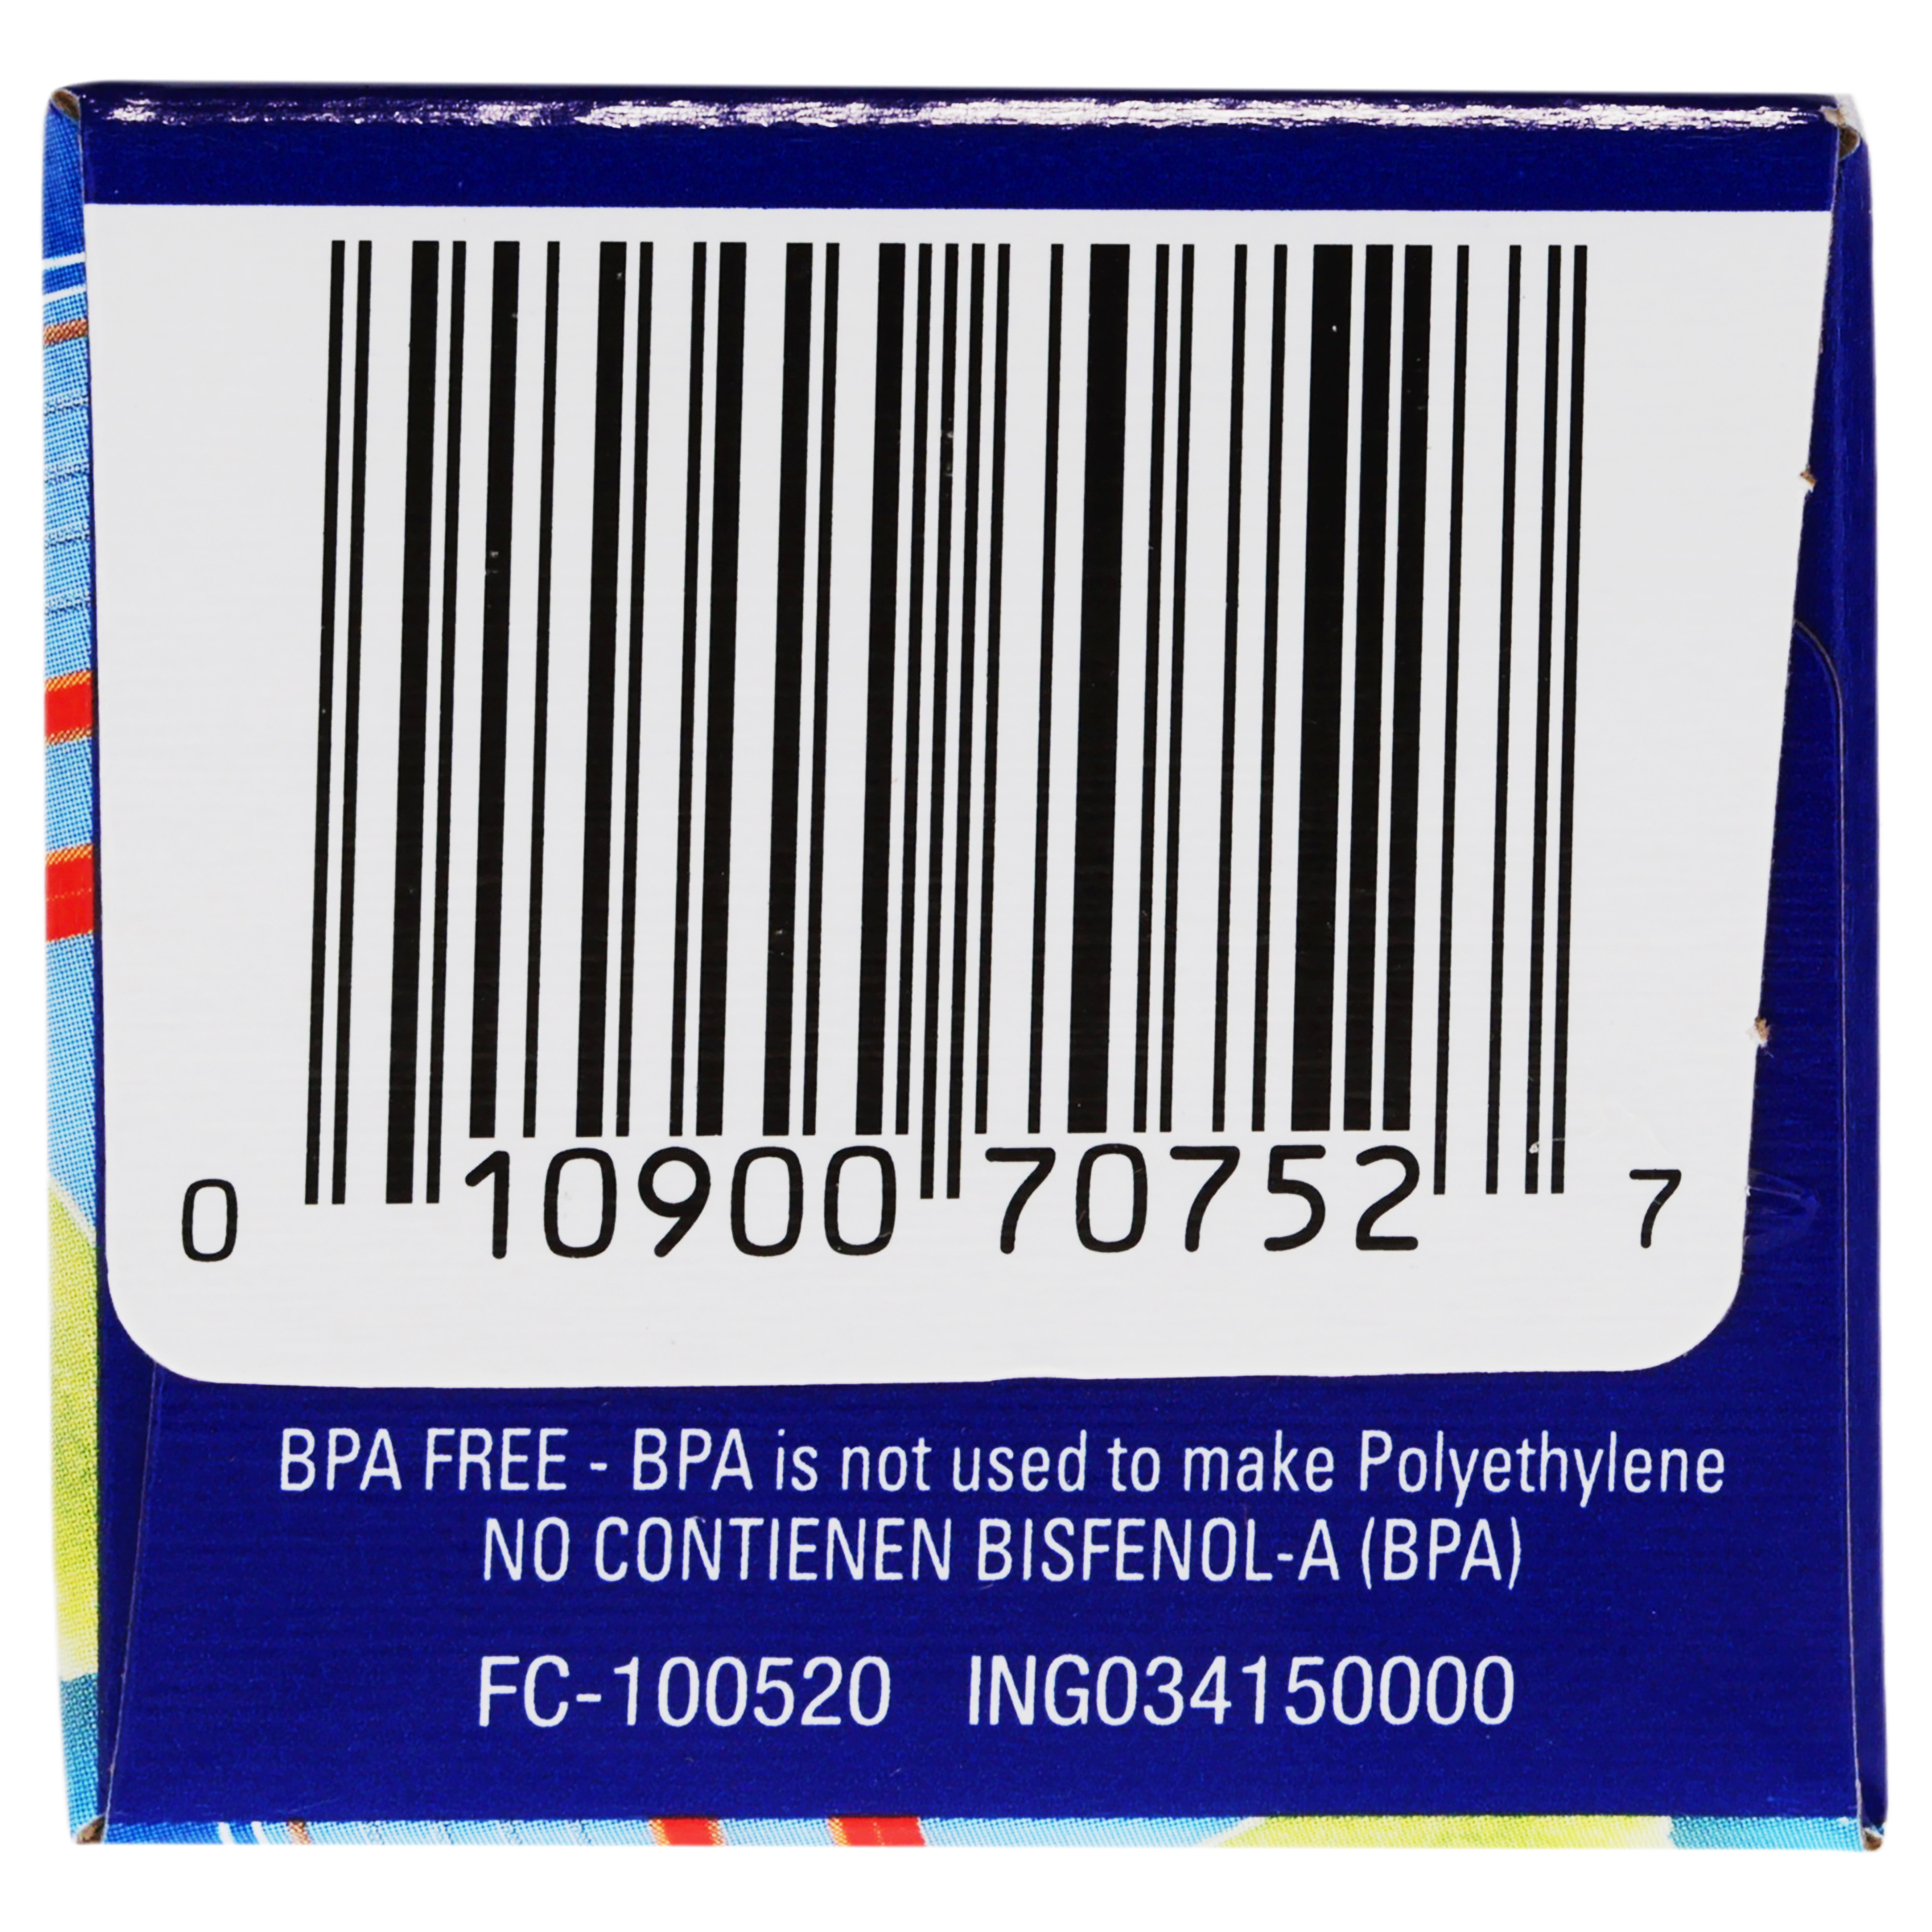 0 10900 70752 7
BPA FREE - BPA is not used to make Polyethylene
NO CONTIENEN BISFENOL-A (BPA)
FC-100520 ING034150000